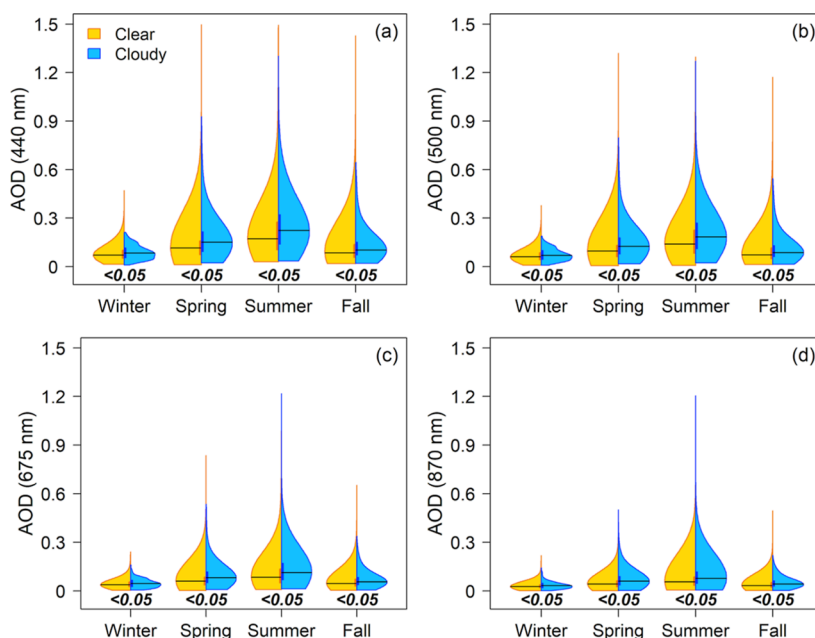 (a)
Clear
Cloudy
AOD (440 nm)
1.5
1.2
0.9
0.6
0.3
0
<0.05 <0.05 <0.05 <0.05
Winter Spring Summer Fall
(b)
AOD (500 nm)
1.5
1.2
0.9
0.6
0.3
0
<0.05 <0.05 <0.05 <0.05
Winter Spring Summer Fall
(c)
AOD (675 nm)
1.5
1.2
0.9
0.6
0.3
0
<0.05 <0.05 <0.05 <0.05
Winter Spring Summer Fall
(d)
AOD (870 nm)
1.5
1.2
0.9
0.6
0.3
0
<0.05 <0.05 <0.05 <0.05
Winter Spring Summer Fall